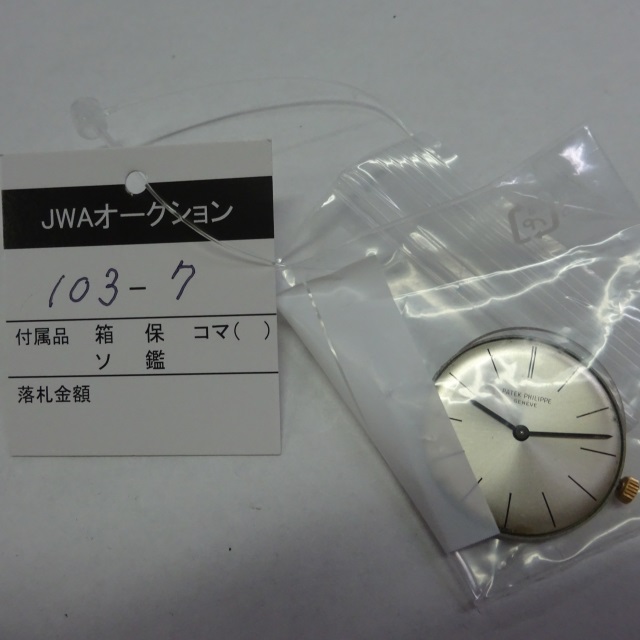 JWAオークション
103-7
付属品 箱 保 コマ( )
ソ 鑑
落札金額
PATEK PHILIPPE
GENEVE